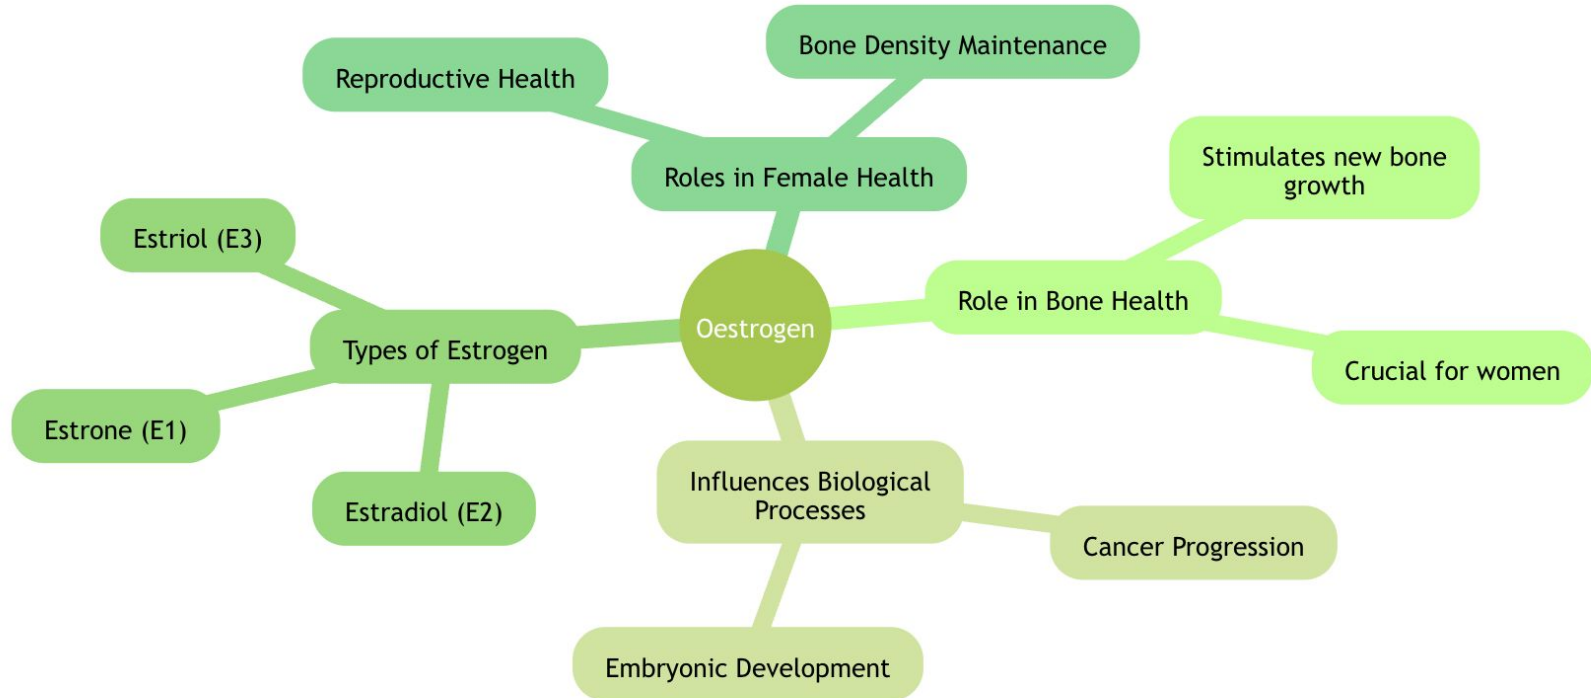 Bone Density Maintenance
Reproductive Health
Roles in Female Health
Stimulates new bone
growth
Role in Bone Health
Crucial for women
Oestrogen
Estriol (E3)
Types of Estrogen
Estrone (E1)
Estradiol (E2)
Influences Biological
Processes
Cancer Progression
Embryonic Development